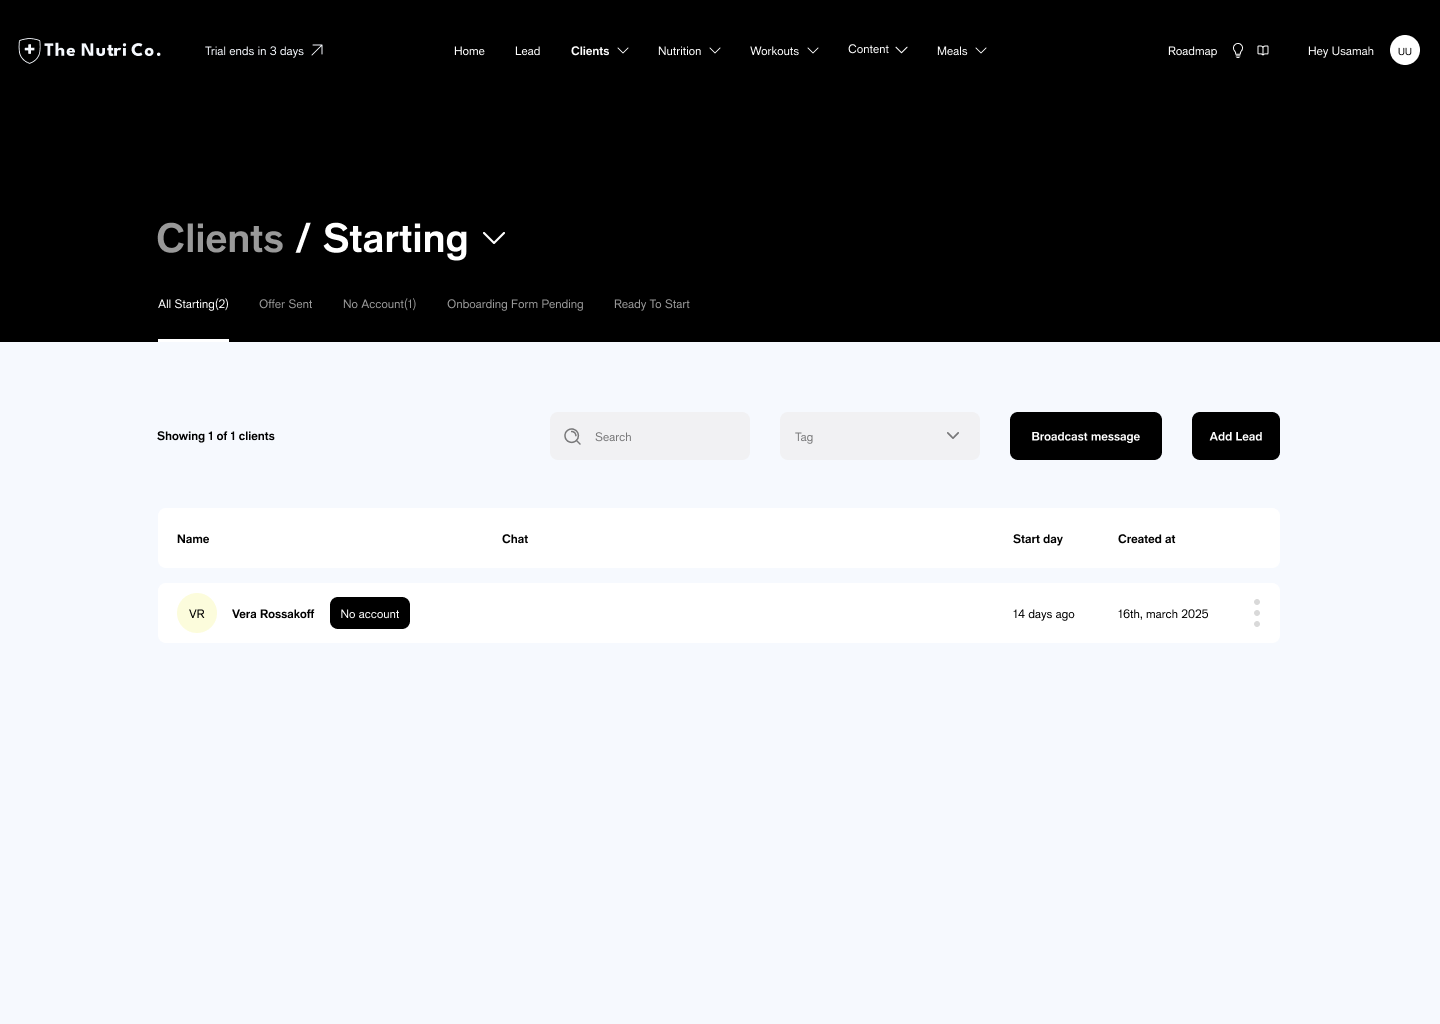 The Nutri Co.
Trial ends in 3 days
Home
Lead
Clients
Nutrition
Workouts
Content
Meals
Roadmap
Hey Usamah
UU
Clients / Starting
All Starting(2)
Offer Sent
No Account(1)
Onboarding Form Pending
Ready To Start
Showing 1 of 1 clients
Search
Tag
Broadcast message
Add Lead
Name
Chat
Start day
Created at
VR
Vera Rossakoff
No account
14 days ago
16th, march 2025